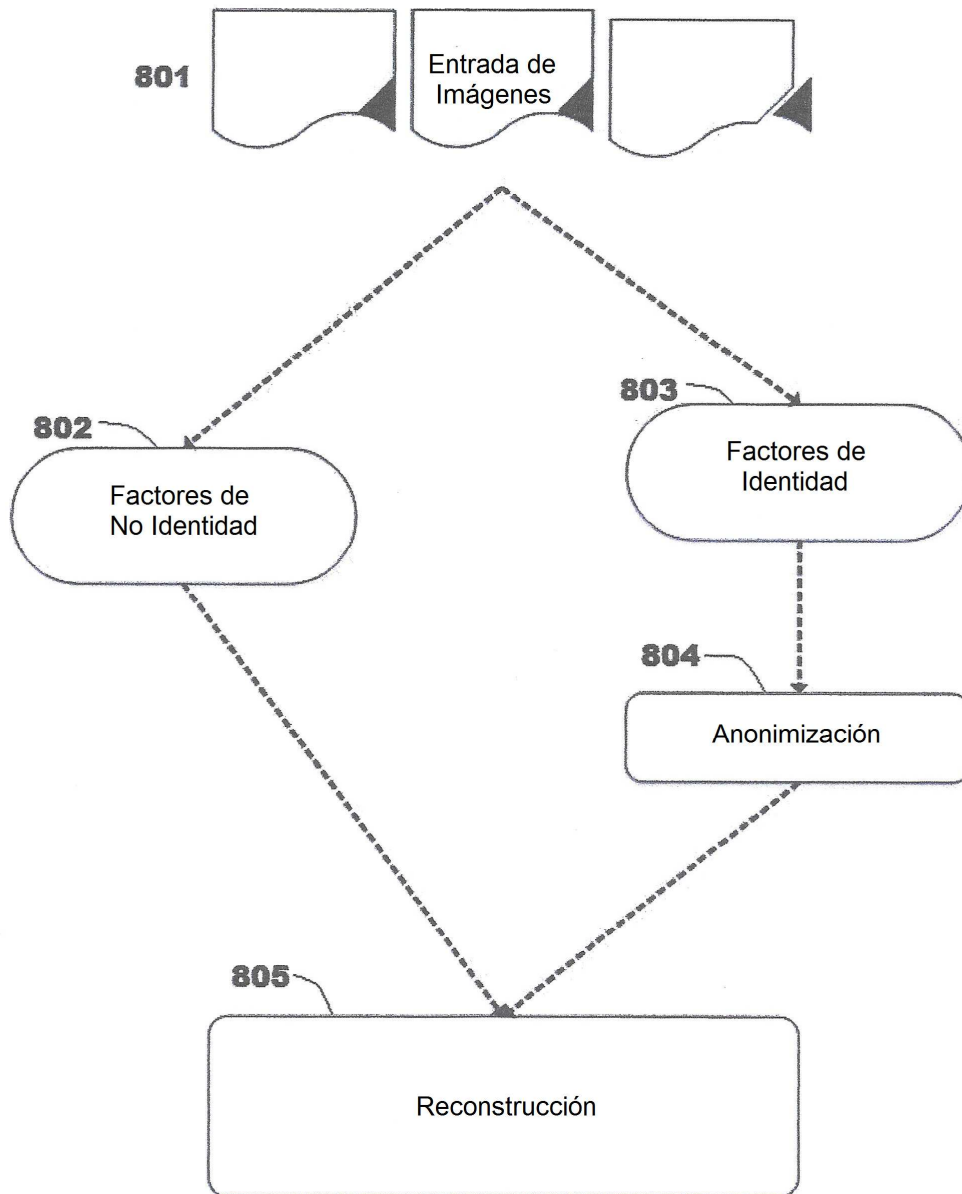 801
Entrada de
Imágenes
803
802
Factores de
Identidad
Factores de
No Identidad
804
Anonimización
805
Reconstrucción